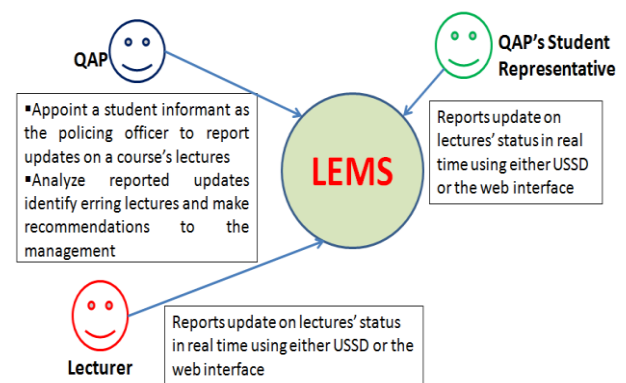 QAP
▪Appoint a student informant as
the policing officer to report
updates on a course's lectures
▪Analyze reported updates
identify erring lectures and make
recommendations to the
management
LEMS
QAP's Student
Representative
Reports update on
lectures' status in real
time using either USSD
or the web interface
Lecturer
Reports update on lectures' status
in real time using either USSD or the
web interface